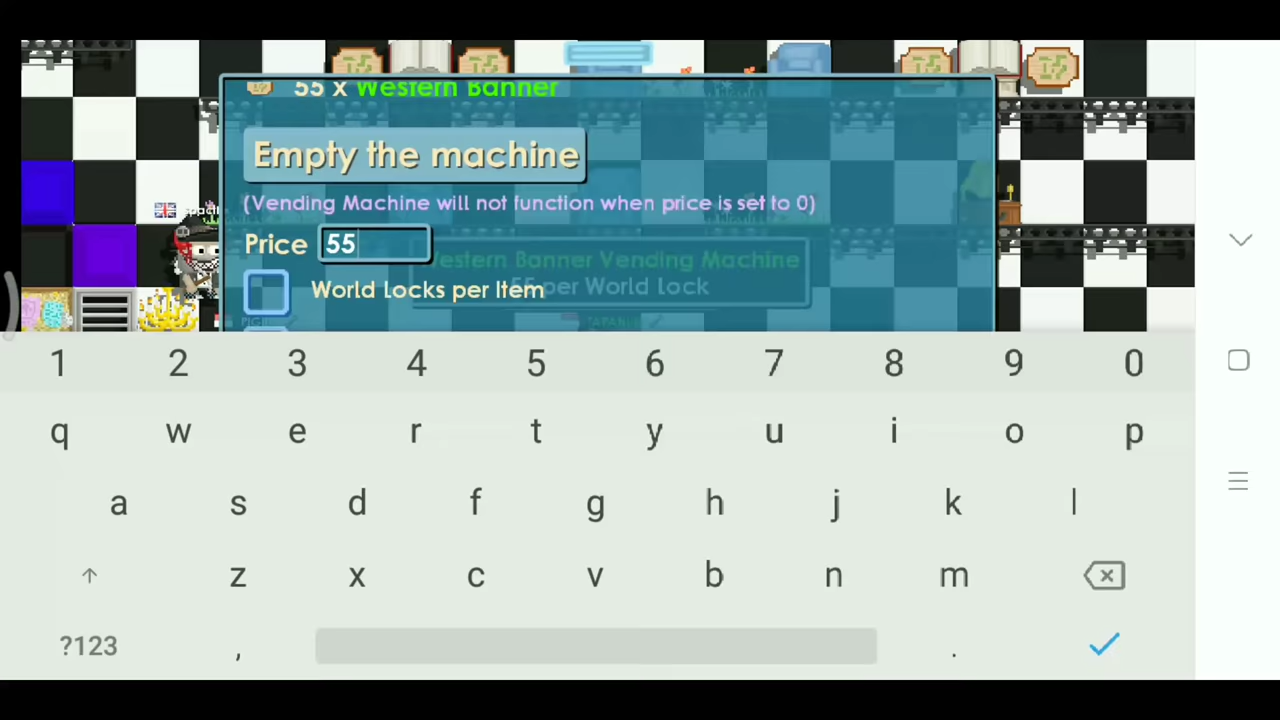 55 x Western Banner
Empty the machine
(Vending Machine will not function when price is set to 0)
Price 55
Western Banner Vending Machine
World Locks per Item
55 per World Lock
1 2 3 4 5 6 7 8 9 0
q w e r t y u i o p
a s d f g h j k l
z x c v b n m
?123 , .